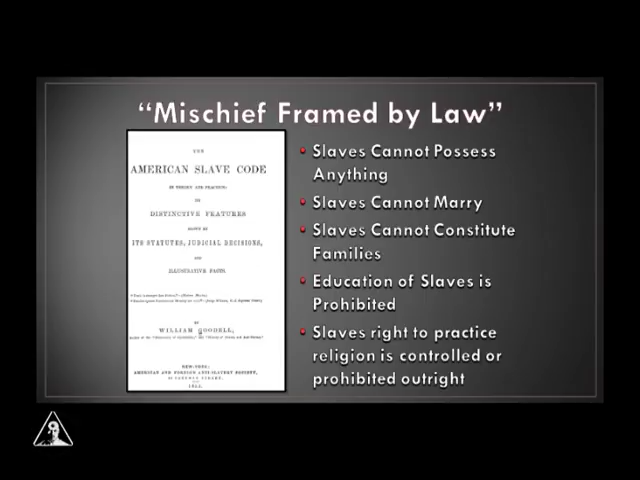 “Mischief Framed by Law”
THE
AMERICAN SLAVE CODE
IN THEORY AND PRACTICE:
ITS
DISTINCTIVE FEATURES
SHOWN BY
ITS STATUTES, JUDICIAL DECISIONS,
AND
ILLUSTRATIVE FACTS.
BY
WILLIAM GOODELL,
NEW-YORK:
AMERICAN AND FOREIGN ANTI-SLAVERY SOCIETY,
• Slaves Cannot Possess
Anything
• Slaves Cannot Marry
• Slaves Cannot Constitute
Families
• Education of Slaves is
Prohibited
• Slaves right to practice
religion is controlled or
prohibited outright